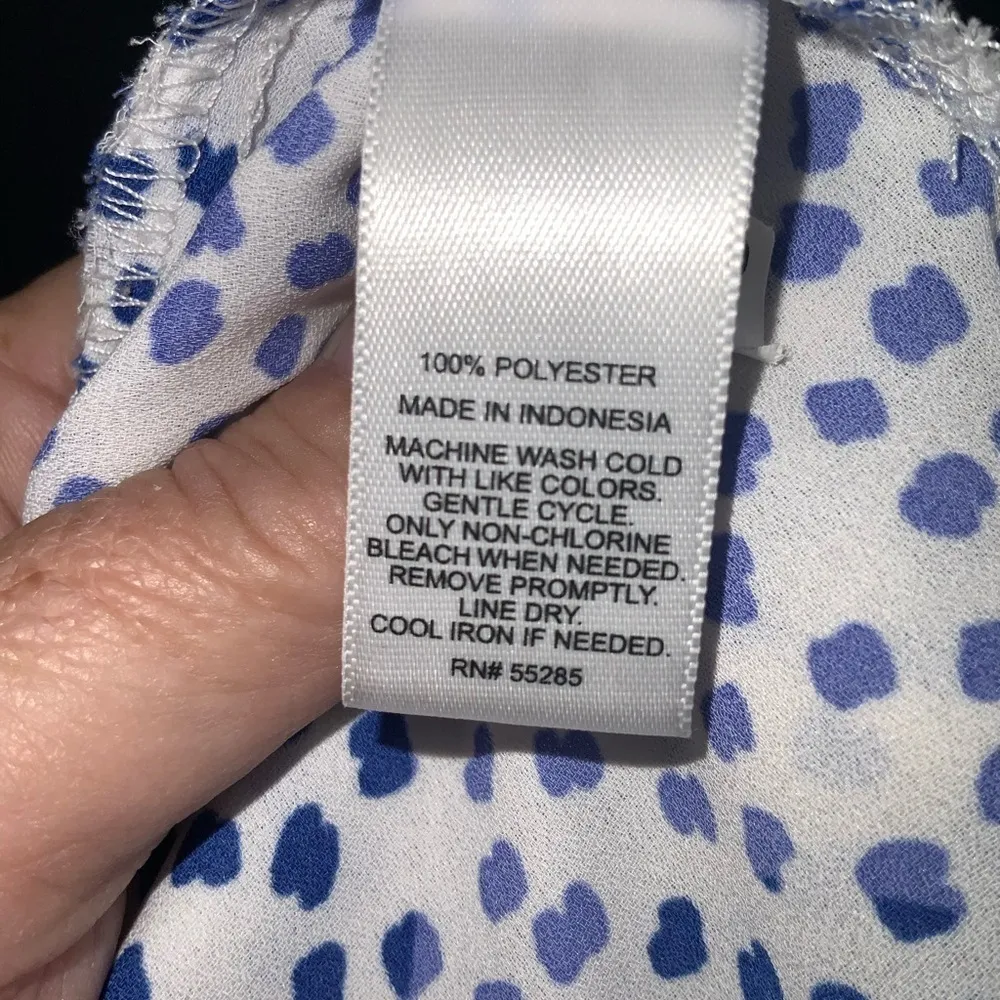 100% POLYESTER
MADE IN INDONESIA
MACHINE WASH COLD
WITH LIKE COLORS.
GENTLE CYCLE.
ONLY NON-CHLORINE
BLEACH WHEN NEEDED.
REMOVE PROMPTLY.
LINE DRY.
COOL IRON IF NEEDED.
RN# 55285